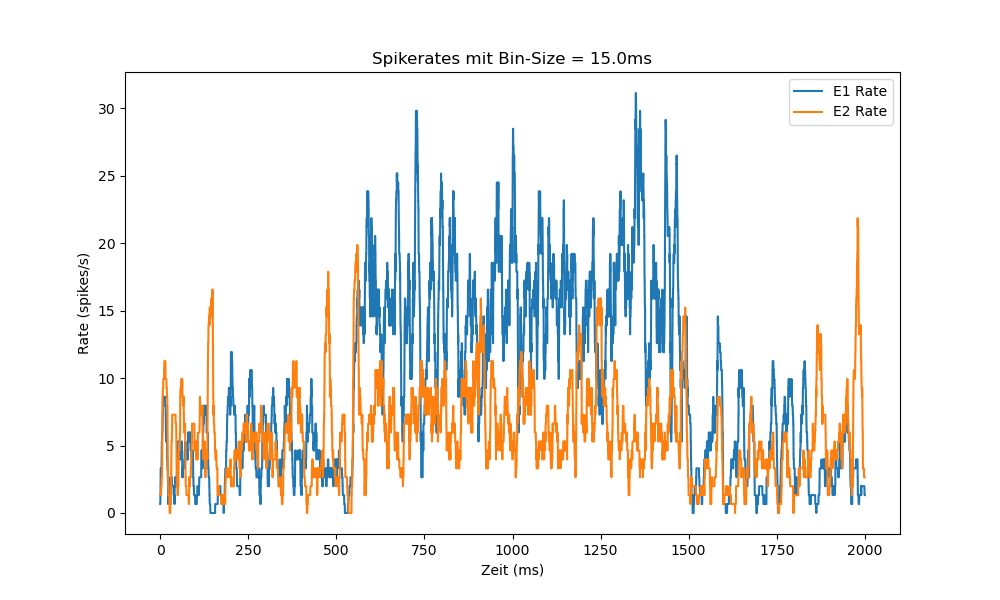 Spikerates mit Bin-Size = 15.0ms
E1 Rate
E2 Rate
Rate (spikes/s)
30
25
20
15
10
5
0
0 250 500 750 1000 1250 1500 1750 2000
Zeit (ms)